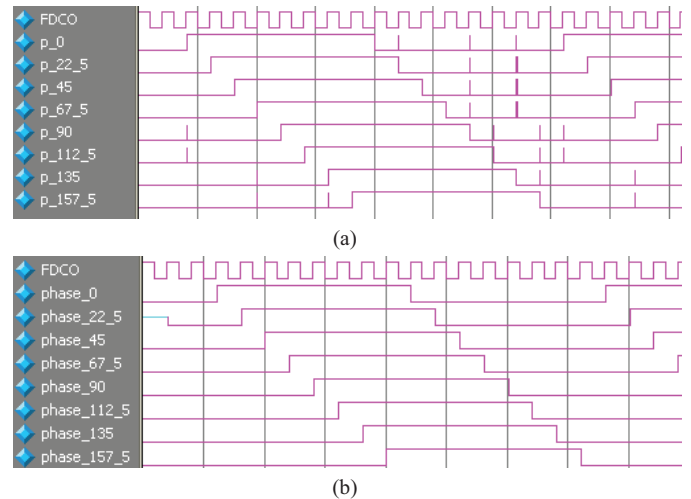 FDCO
p_0
p_22_5
p_45
p_67_5
p_90
p_112_5
p_135
p_157_5
(a)
FDCO
phase_0
phase_22_5
phase_45
phase_67_5
phase_90
phase_112_5
phase_135
phase_157_5
(b)